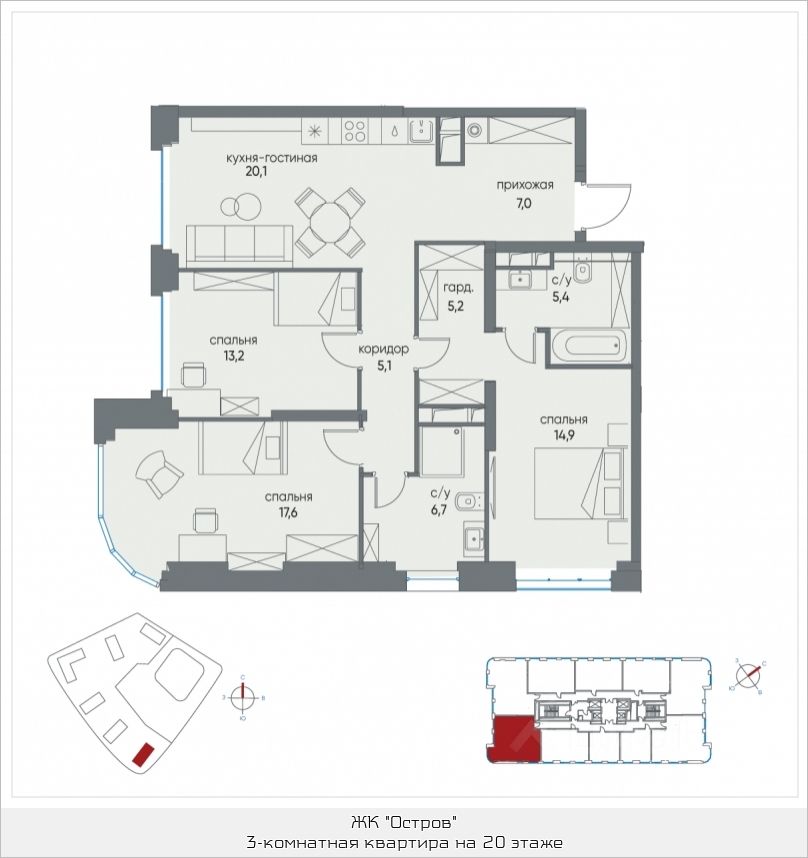 кухня-гостиная
20,1
прихожая
7,0
гард.
5,2
с/у
5,4
спальня
13,2
коридор
5,1
спальня
14,9
спальня
17,6
с/у
6,7
С
З
В
Ю
З
С
Ю
В
ЖК "Остров"
3-комнатная квартира на 20 этаже